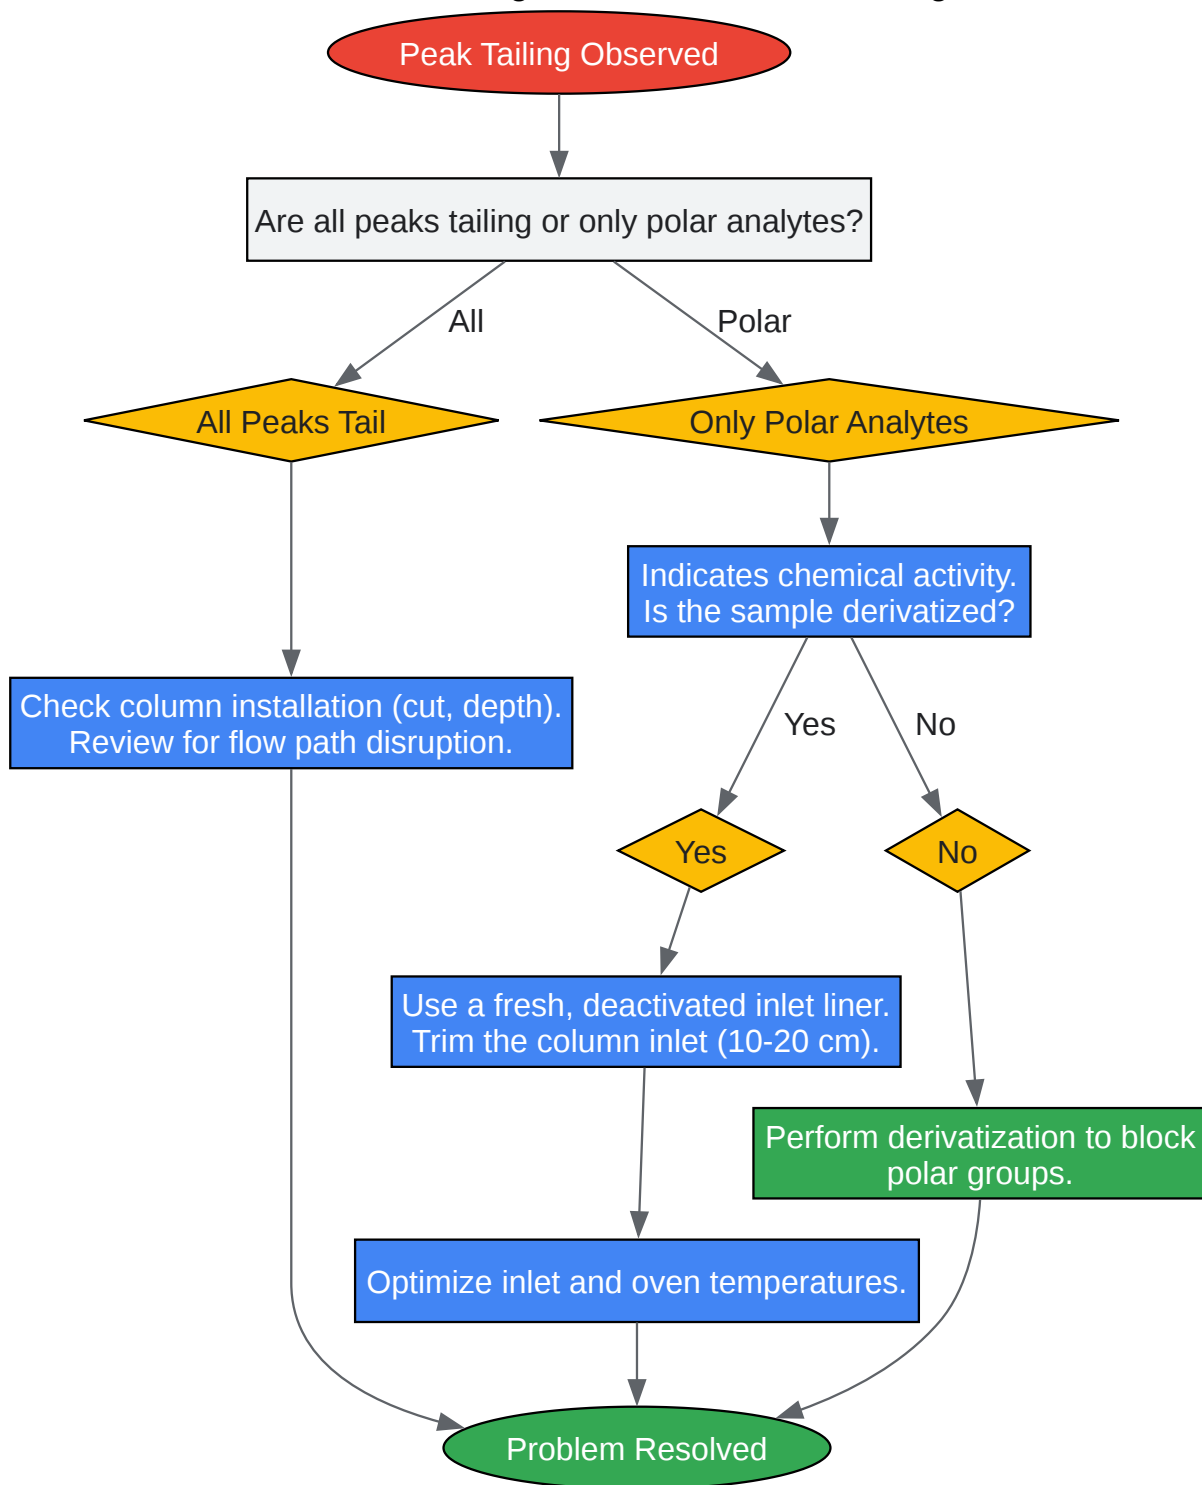 Peak Tailing Observed
Are all peaks tailing or only polar analytes?
All
Polar
All Peaks Tail
Only Polar Analytes
Indicates chemical activity.
Is the sample derivatized?
Check column installation (cut, depth).
Review for flow path disruption.
Yes
No
Yes
No
Use a fresh, deactivated inlet liner.
Trim the column inlet (10-20 cm).
Perform derivatization to block
polar groups.
Optimize inlet and oven temperatures.
Problem Resolved